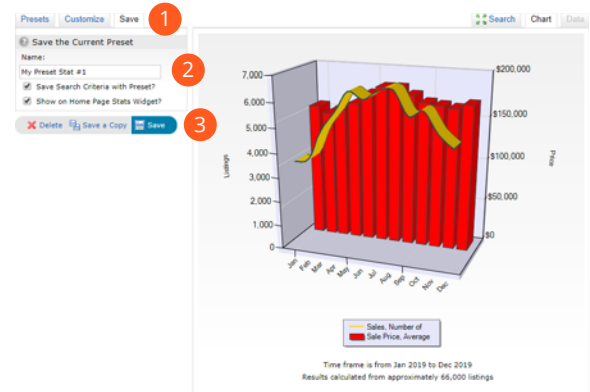 Presets Customize Save 1 Search Chart Data
Save the Current Preset
Name:
My Preset Stat #1 2
Save Search Criteria with Preset?
Show on Home Page Stats Widget?
Delete Save a Copy Save 3
7,000
6,000
5,000
4,000
3,000
2,000
1,000
0
Listings
$200,000
$150,000
$100,000
$50,000
$0
Price
Jan Feb Mar Apr May Jun Jul Aug Sep Oct Nov Dec
Sales, Number of
Sale Price, Average
Time frame is from Jan 2019 to Dec 2019
Results calculated from approximately 66,000 listings